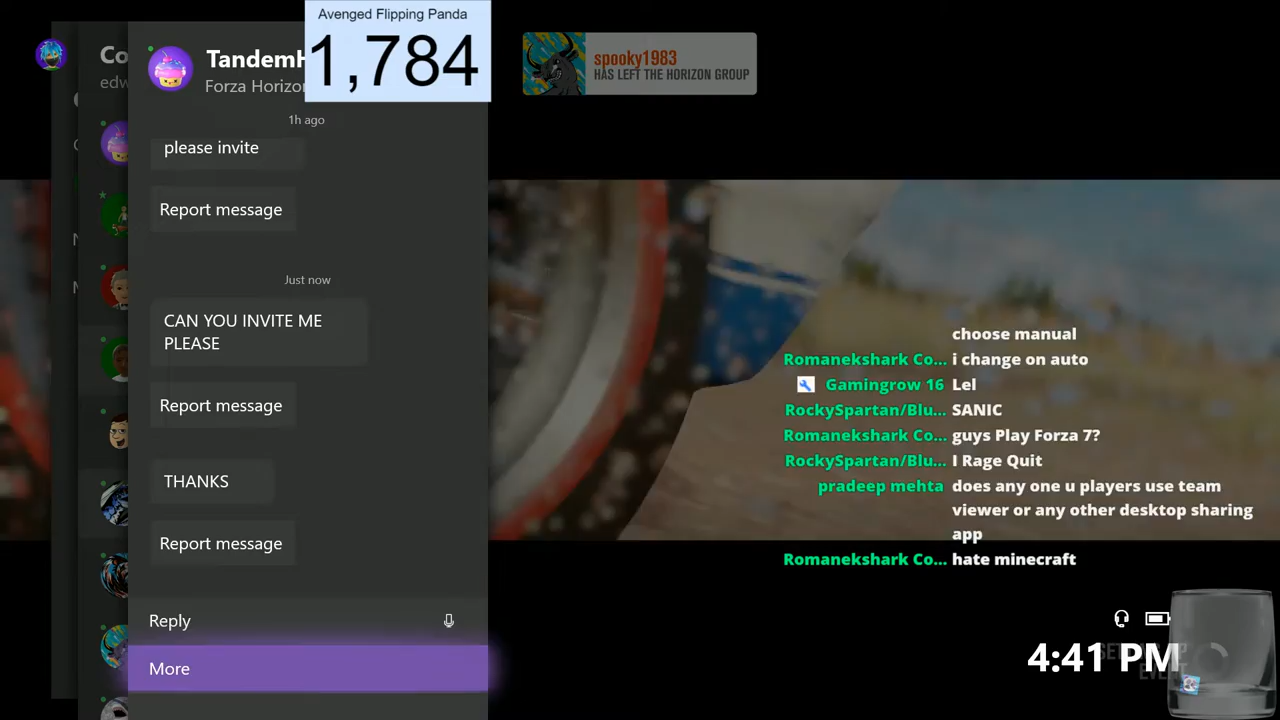 Avenged Flipping Panda
1,784
Co
edw
TandemH
Forza Horizon
1h ago
please invite
Report message
Just now
CAN YOU INVITE ME
PLEASE
Report message
THANKS
Report message
Reply
More
spooky1983
HAS LEFT THE HORIZON GROUP
choose manual
Romanekshark Co... i change on auto
Gamingrow 16 Lel
RockySpartan/Blu... SANIC
Romanekshark Co... guys Play Forza 7?
RockySpartan/Blu... I Rage Quit
pradeep mehta does any one u players use team
viewer or any other desktop sharing
app
Romanekshark Co... hate minecraft
4:41 PM